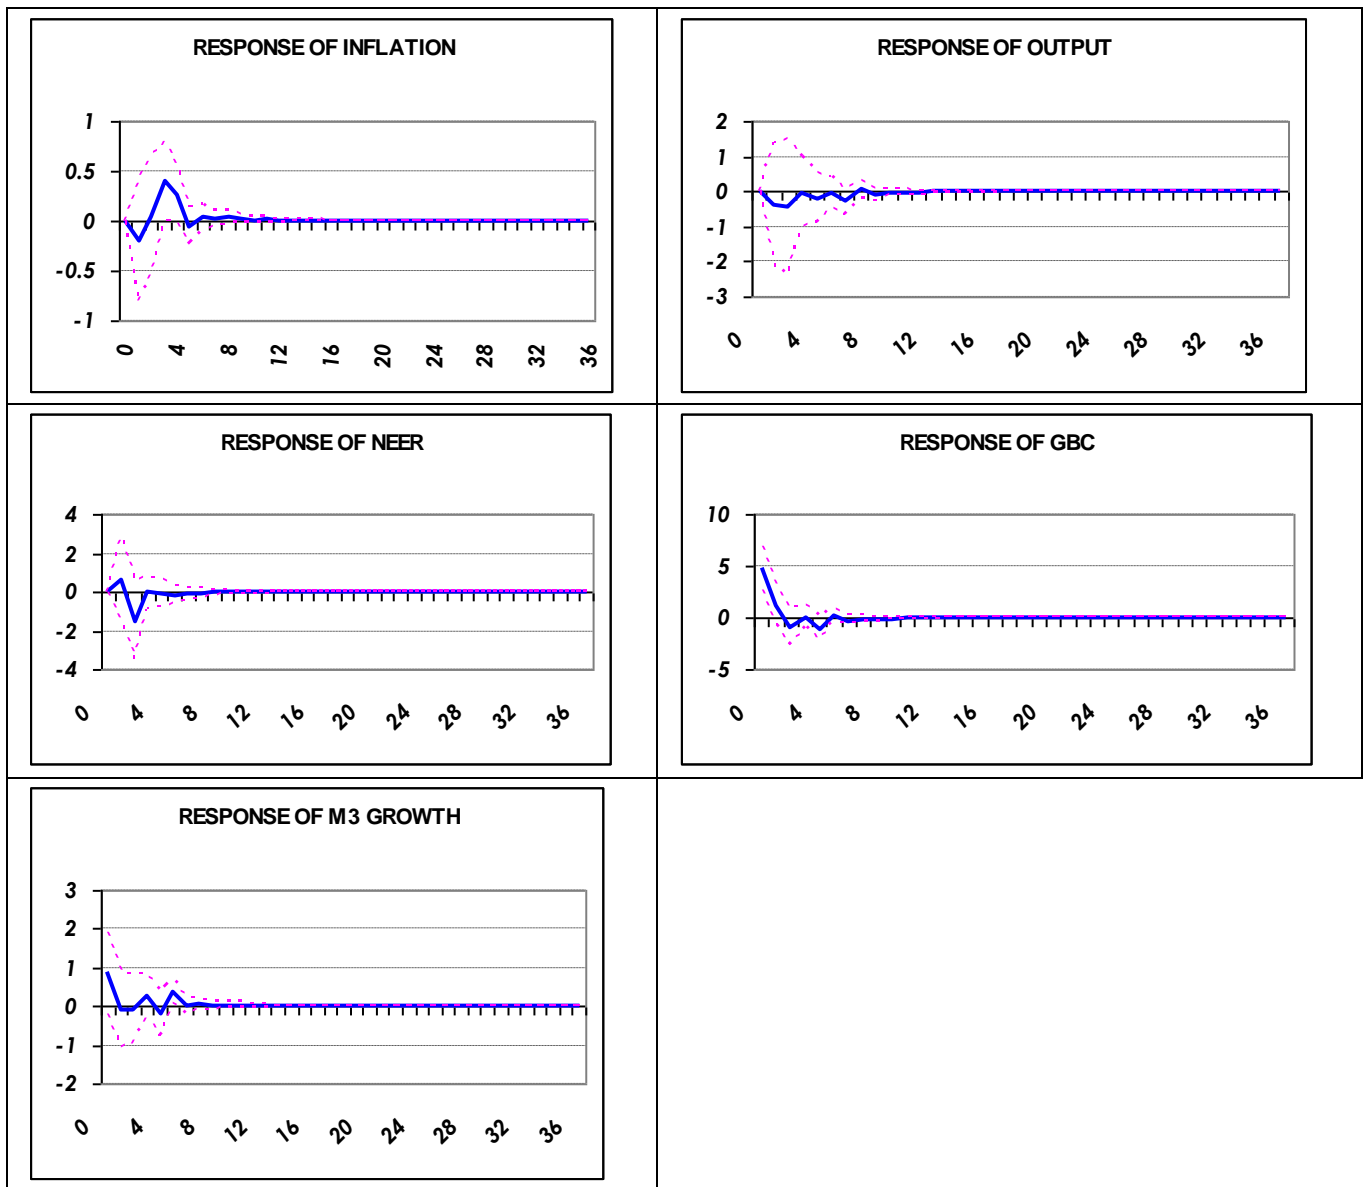 RESPONSE OF INFLATION
1
0.5
0
-0.5
-1
0 4 8 12 16 20 24 28 32 36
RESPONSE OF OUTPUT
2
1
0
-1
-2
-3
0 4 8 12 16 20 24 28 32 36
RESPONSE OF NEER
4
2
0
-2
-4
0 4 8 12 16 20 24 28 32 36
RESPONSE OF GBC
10
5
0
-5
0 4 8 12 16 20 24 28 32 36
RESPONSE OF M3 GROWTH
3
2
1
0
-1
-2
0 4 8 12 16 20 24 28 32 36